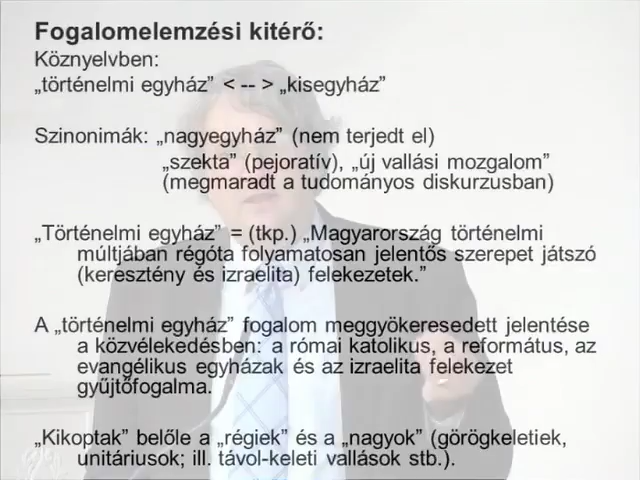 Fogalomelemzési kitérő:
Köznyelvben:
„történelmi egyház” < -- > „kisegyház”
Szinonimák: „nagyegyház” (nem terjedt el)
„szekta” (pejoratív), „új vallási mozgalom”
(megmaradt a tudományos diskurzusban)
„Történelmi egyház” = (tkp.) „Magyarország történelmi
múltjában régóta folyamatosan jelentős szerepet játszó
(keresztény és izraelita) felekezetek.”
A „történelmi egyház” fogalom meggyökeresedett jelentése
a közvélekedésben: a római katolikus, a református, az
evangélikus egyházak és az izraelita felekezet
gyűjtőfogalma.
„Kikoptak” belőle a „régiek” és a „nagyok” (görögkeletiek,
unitáriusok; ill. távol-keleti vallások stb.).